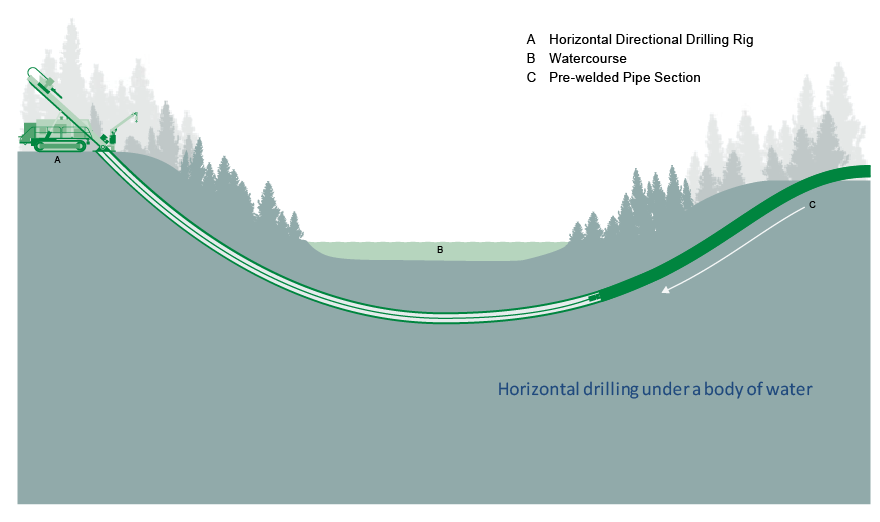 A Horizontal Directional Drilling Rig
B Watercourse
C Pre-welded Pipe Section
A
B
C
Horizontal drilling under a body of water